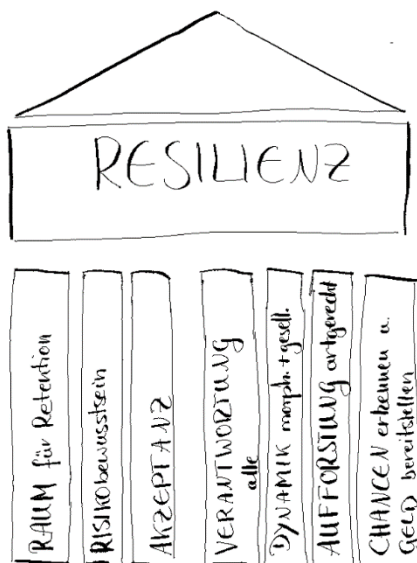 RESILIENZ
RAUM für Retention
RISIKObewusstsein
AKZEPTANZ
VERANTWORTUNG
alle
DYNAMIK morph.+gesell.
AUFFORSTUNG artgerecht
CHANCEN erkennen u.
GELD bereitstellen